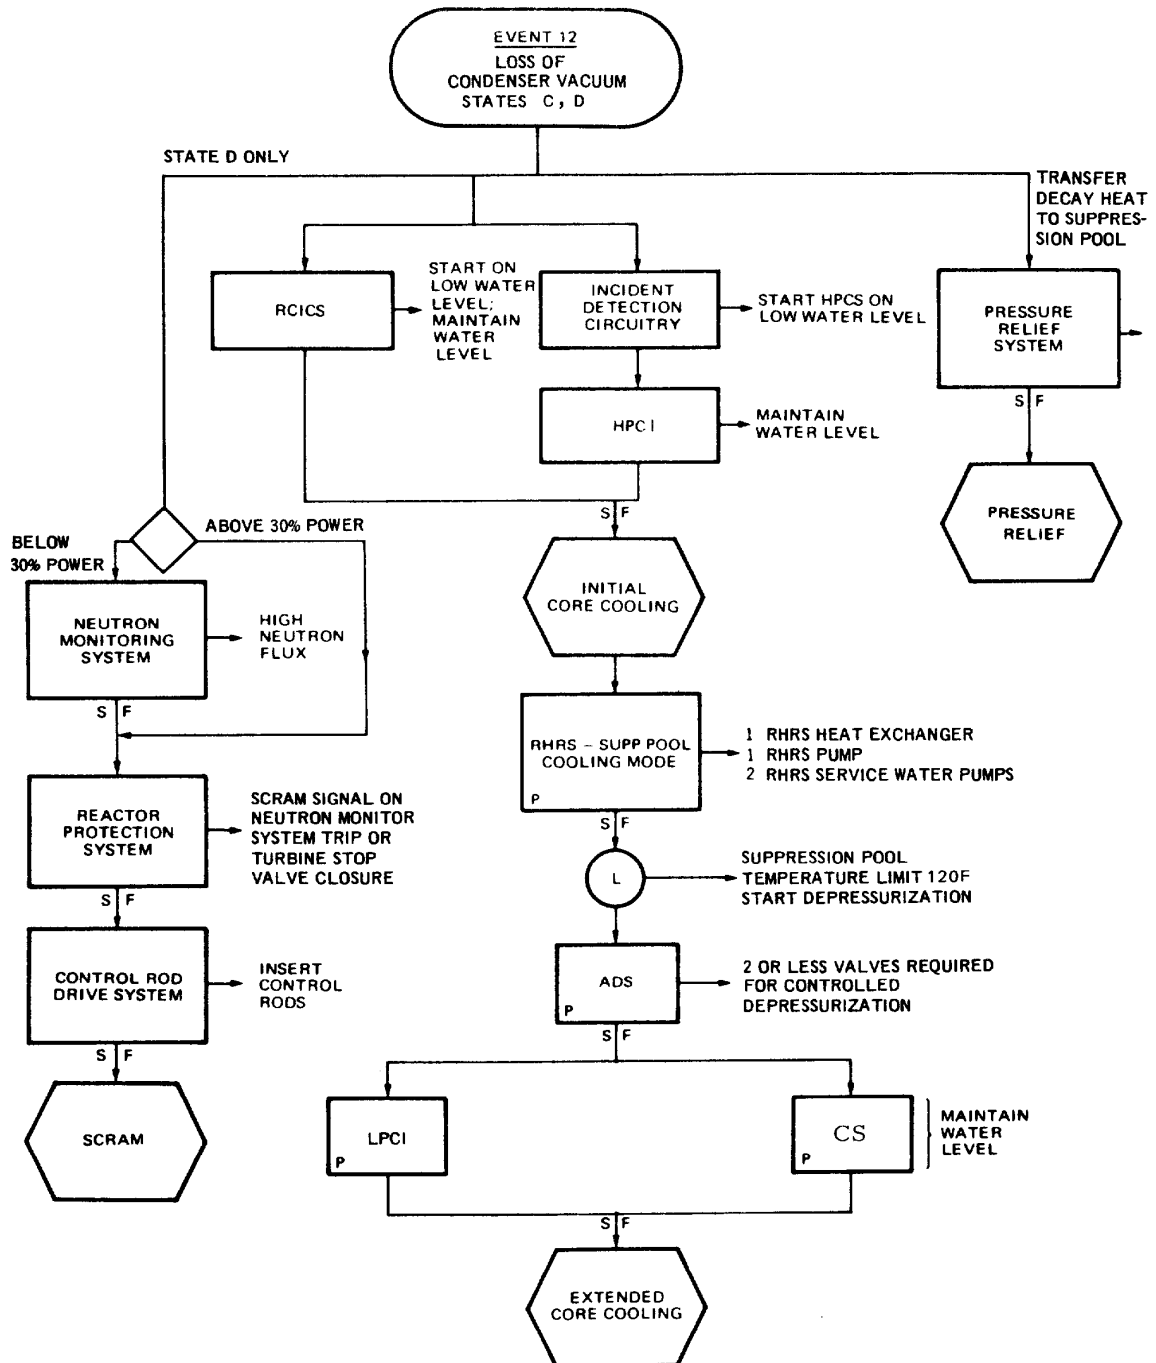 EVENT 12
LOSS OF
CONDENSER VACUUM
STATES C, D
STATE D ONLY
TRANSFER
DECAY HEAT
TO SUPPRES-
SION POOL
RCICS
START ON
LOW WATER
LEVEL;
MAINTAIN
WATER
LEVEL
INCIDENT
DETECTION
CIRCUITRY
START HPCS ON
LOW WATER LEVEL
PRESSURE
RELIEF
SYSTEM
S F
HPCI
MAINTAIN
WATER LEVEL
PRESSURE
RELIEF
S F
ABOVE 30% POWER
BELOW
30% POWER
INITIAL
CORE COOLING
NEUTRON
MONITORING
SYSTEM
HIGH
NEUTRON
FLUX
S F
RHRS – SUPP POOL
COOLING MODE
P
1 RHRS HEAT EXCHANGER
1 RHRS PUMP
2 RHRS SERVICE WATER PUMPS
S F
REACTOR
PROTECTION
SYSTEM
SCRAM SIGNAL ON
NEUTRON MONITOR
SYSTEM TRIP OR
TURBINE STOP
VALVE CLOSURE
S F
L
SUPPRESSION POOL
TEMPERATURE LIMIT 120F
START DEPRESSURIZATION
CONTROL ROD
DRIVE SYSTEM
INSERT
CONTROL
RODS
S F
ADS
P
2 OR LESS VALVES REQUIRED
FOR CONTROLLED
DEPRESSURIZATION
S F
SCRAM
LPCI
P
CS
P
MAINTAIN
WATER
LEVEL
S F
EXTENDED
CORE COOLING